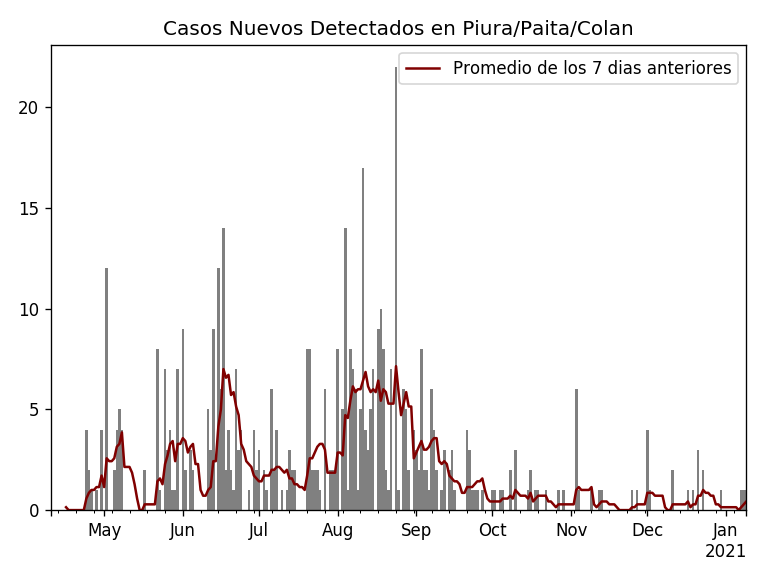 Casos Nuevos Detectados en Piura/Paita/Colan
Promedio de los 7 dias anteriores
20
15
10
5
0
May Jun Jul Aug Sep Oct Nov Dec Jan
2021